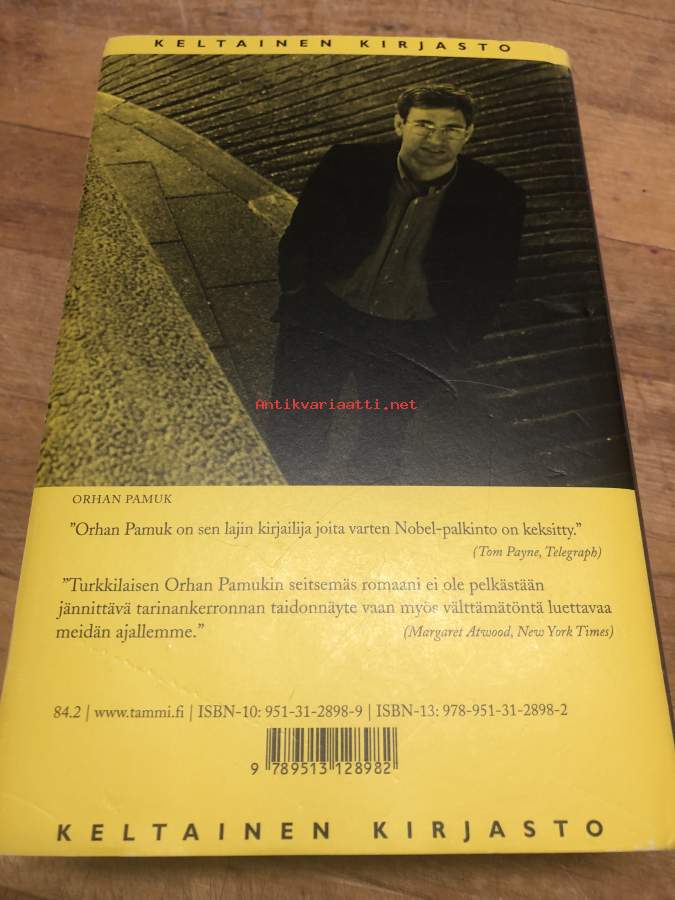 KELTAINEN KIRJASTO
Antikvariaatti.net
ORHAN PAMUK
"Orhan Pamuk on sen lajin kirjailija joita varten Nobel-palkinto on keksitty."
(Tom Payne, Telegraph)
"Turkkilaisen Orhan Pamukin seitsemäs romaani ei ole pelkästään
jännittävä tarinankerronnan taidonnäyte vaan myös välttämätöntä luettavaa
meidän ajallemme." (Margaret Atwood, New York Times)
84.2 | www.tammi.fi | ISBN-10: 951-31-2898-9 | ISBN-13: 978-951-31-2898-2
9 789513 128982
KELTAINEN KIRJASTO